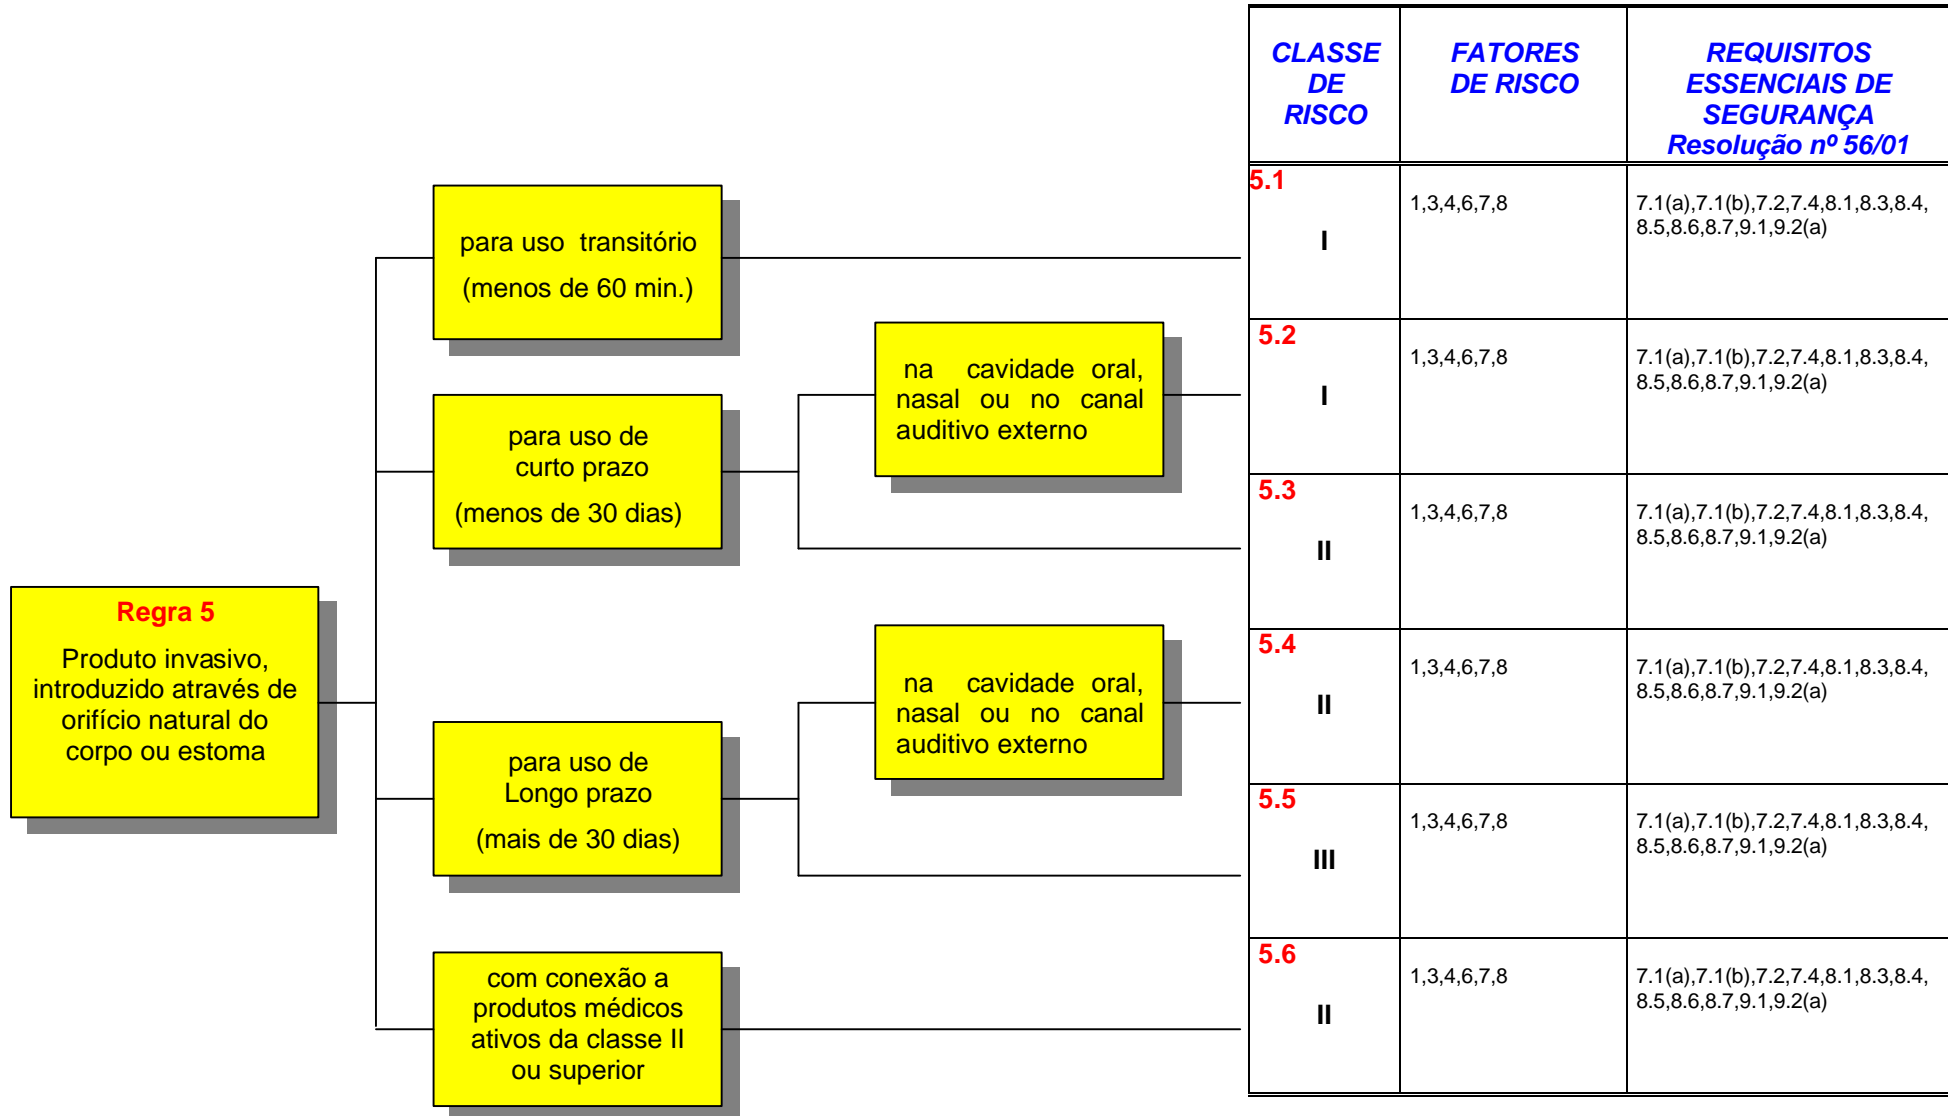 CLASSE
DE
RISCO
FATORES
DE RISCO
REQUISITOS
ESSENCIAIS DE
SEGURANÇA
Resolução nº 56/01
Regra 5
Produto invasivo,
introduzido através de
orifício natural do
corpo ou estoma
para uso transitório
(menos de 60 min.)
5.1
I
1,3,4,6,7,8
7.1(a),7.1(b),7.2,7.4,8.1,8.3,8.4,
8.5,8.6,8.7,9.1,9.2(a)
para uso de
curto prazo
(menos de 30 dias)
na cavidade oral,
nasal ou no canal
auditivo externo
5.2
I
1,3,4,6,7,8
7.1(a),7.1(b),7.2,7.4,8.1,8.3,8.4,
8.5,8.6,8.7,9.1,9.2(a)
5.3
II
1,3,4,6,7,8
7.1(a),7.1(b),7.2,7.4,8.1,8.3,8.4,
8.5,8.6,8.7,9.1,9.2(a)
para uso de
Longo prazo
(mais de 30 dias)
na cavidade oral,
nasal ou no canal
auditivo externo
5.4
II
1,3,4,6,7,8
7.1(a),7.1(b),7.2,7.4,8.1,8.3,8.4,
8.5,8.6,8.7,9.1,9.2(a)
5.5
III
1,3,4,6,7,8
7.1(a),7.1(b),7.2,7.4,8.1,8.3,8.4,
8.5,8.6,8.7,9.1,9.2(a)
com conexão a
produtos médicos
ativos da classe II
ou superior
5.6
II
1,3,4,6,7,8
7.1(a),7.1(b),7.2,7.4,8.1,8.3,8.4,
8.5,8.6,8.7,9.1,9.2(a)